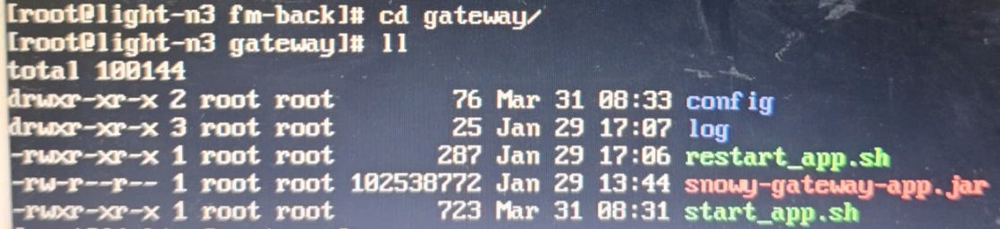 [root@light-n3 fm-back]# cd gateway/
[root@light-n3 gateway]# ll
total 100144
drwxr-xr-x 2 root root        76 Mar 31 08:33 config
drwxr-xr-x 3 root root        25 Jan 29 17:07 log
-rwxr-xr-x 1 root root       287 Jan 29 17:06 restart_app.sh
-rw-r--r-- 1 root root 102538772 Jan 29 13:44 snowy-gateway-app.jar
-rwxr-xr-x 1 root root       723 Mar 31 08:31 start_app.sh